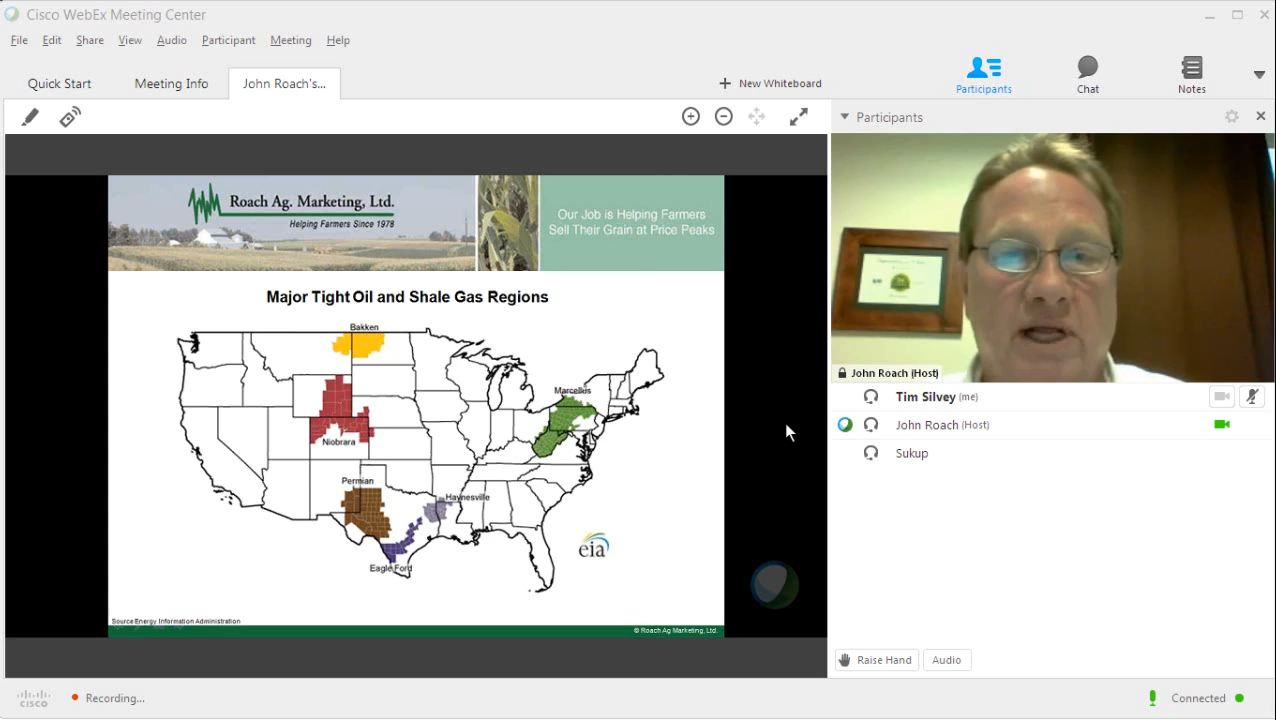 Cisco WebEx Meeting Center
File Edit Share View Audio Participant Meeting Help
Quick Start Meeting Info John Roach's... + New Whiteboard
Participants Chat Notes
Participants
Roach Ag. Marketing, Ltd.
Helping Farmers Since 1978
Our Job is Helping Farmers
Sell Their Grain at Price Peaks
Major Tight Oil and Shale Gas Regions
Bakken
Marcellus
Niobrara
Permian
Haynesville
Eagle Ford
eia
Source Energy Information Administration
© Roach Ag Marketing, Ltd.
John Roach (Host)
Tim Silvey (me)
John Roach (Host)
Sukup
Raise Hand Audio
cisco
Recording...
Connected